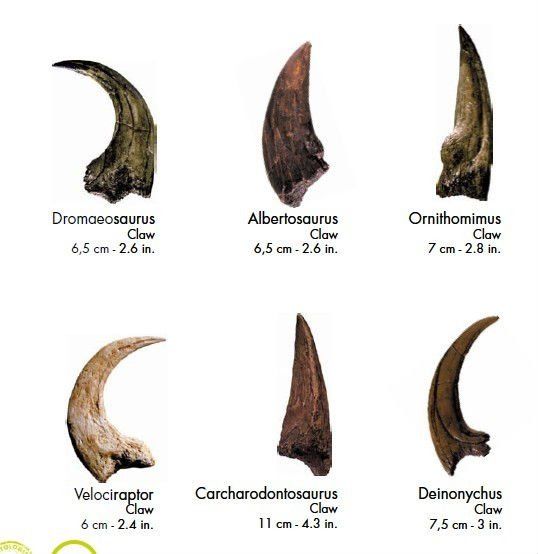 Dromaeosaurus
Claw
6,5 cm - 2.6 in.
Albertosaurus
Claw
6,5 cm - 2.6 in.
Ornithomimus
Claw
7 cm - 2.8 in.
Velociraptor
Claw
6 cm - 2.4 in.
Carcharodontosaurus
Claw
11 cm - 4.3 in.
Deinonychus
Claw
7,5 cm - 3 in.